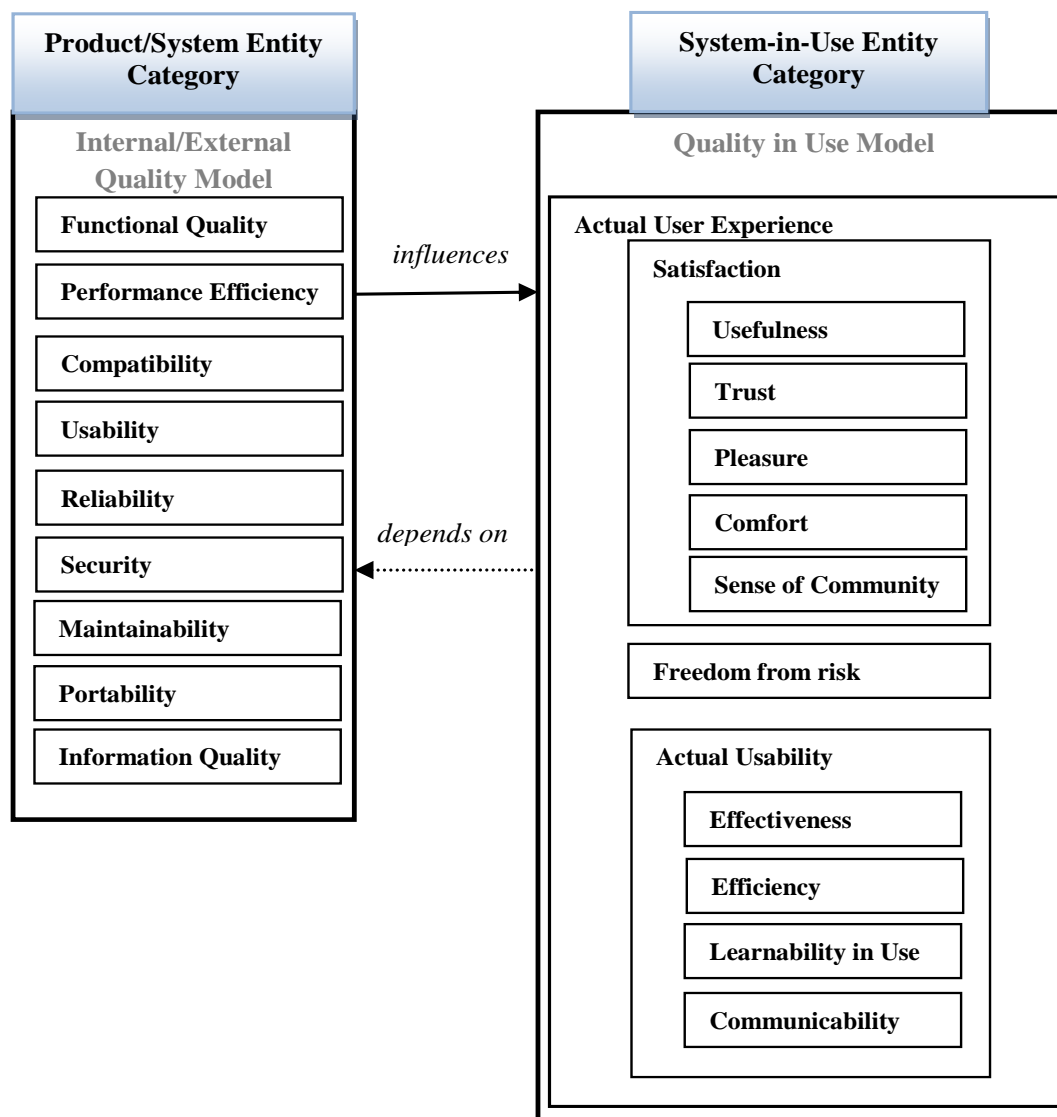 Product/System Entity
Category
Internal/External
Quality Model
Functional Quality
Performance Efficiency
Compatibility
Usability
Reliability
Security
Maintainability
Portability
Information Quality
influences
depends on
System-in-Use Entity
Category
Quality in Use Model
Actual User Experience
Satisfaction
Usefulness
Trust
Pleasure
Comfort
Sense of Community
Freedom from risk
Actual Usability
Effectiveness
Efficiency
Learnability in Use
Communicability